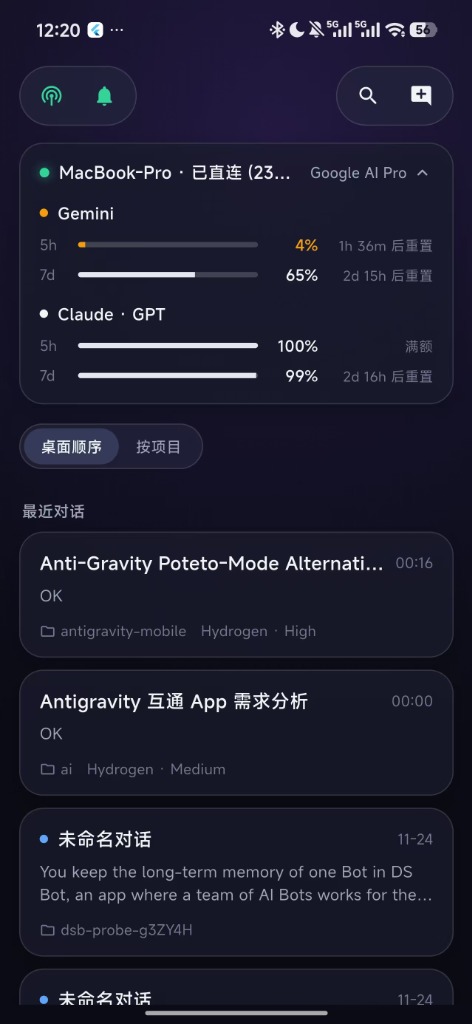 12:20 ···
5G 5G 56
MacBook-Pro · 已直连 (23... Google AI Pro
Gemini
5h 4% 1h 36m 后重置
7d 65% 2d 15h 后重置
Claude · GPT
5h 100% 满额
7d 99% 2d 16h 后重置
桌面顺序 按项目
最近对话
Anti-Gravity Poteto-Mode Alternati... 00:16
OK
antigravity-mobile Hydrogen · High
Antigravity 互通 App 需求分析 00:00
OK
ai Hydrogen · Medium
未命名对话 11-24
You keep the long-term memory of one Bot in DS
Bot, an app where a team of AI Bots works for the...
dsb-probe-g3ZY4H
未命名对话 11-24